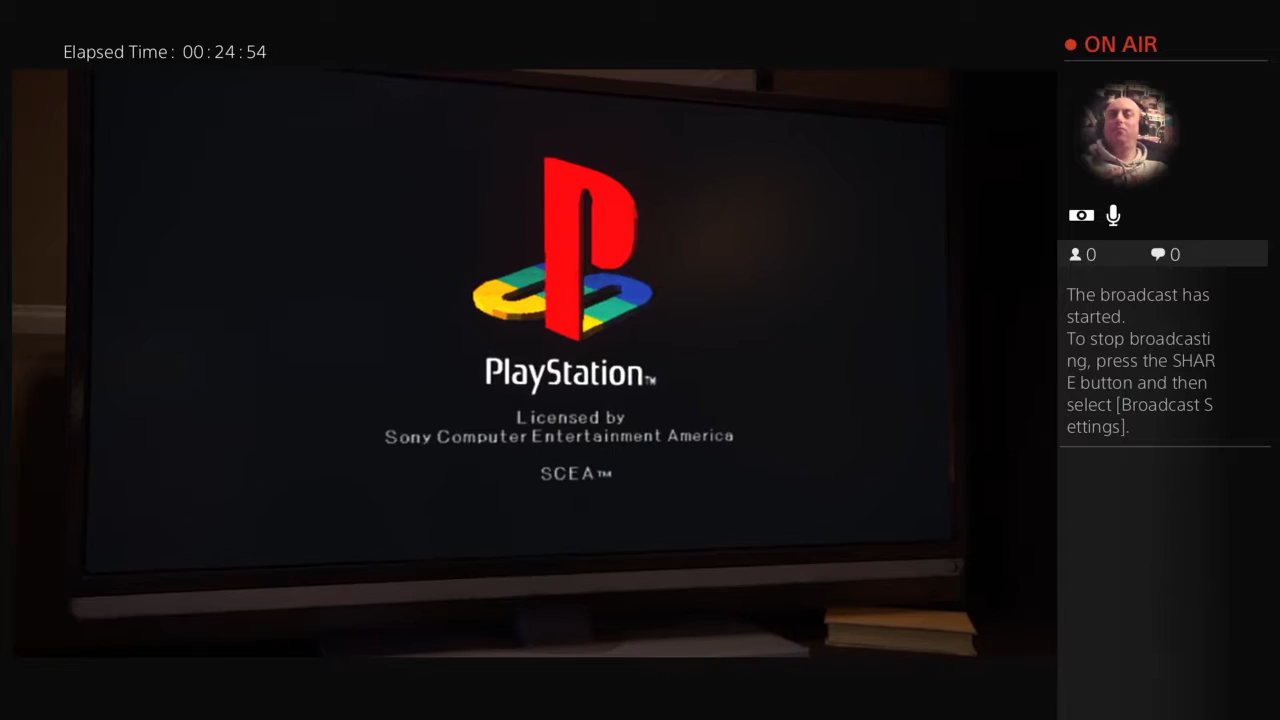 Elapsed Time: 00:24:54
ON AIR
0 0
The broadcast has
started.
To stop broadcasti
ng, press the SHAR
E button and then
select [Broadcast S
ettings].
PlayStation™
Licensed by
Sony Computer Entertainment America
SCEA™